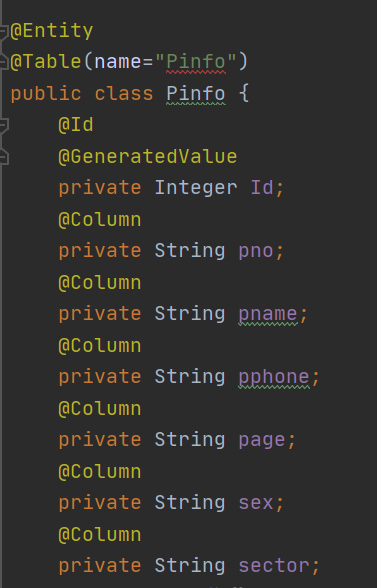 @Entity
@Table(name="Pinfo")
public class Pinfo {
@Id
@GeneratedValue
private Integer Id;
@Column
private String pno;
@Column
private String pname;
@Column
private String pphone;
@Column
private String page;
@Column
private String sex;
@Column
private String sector;